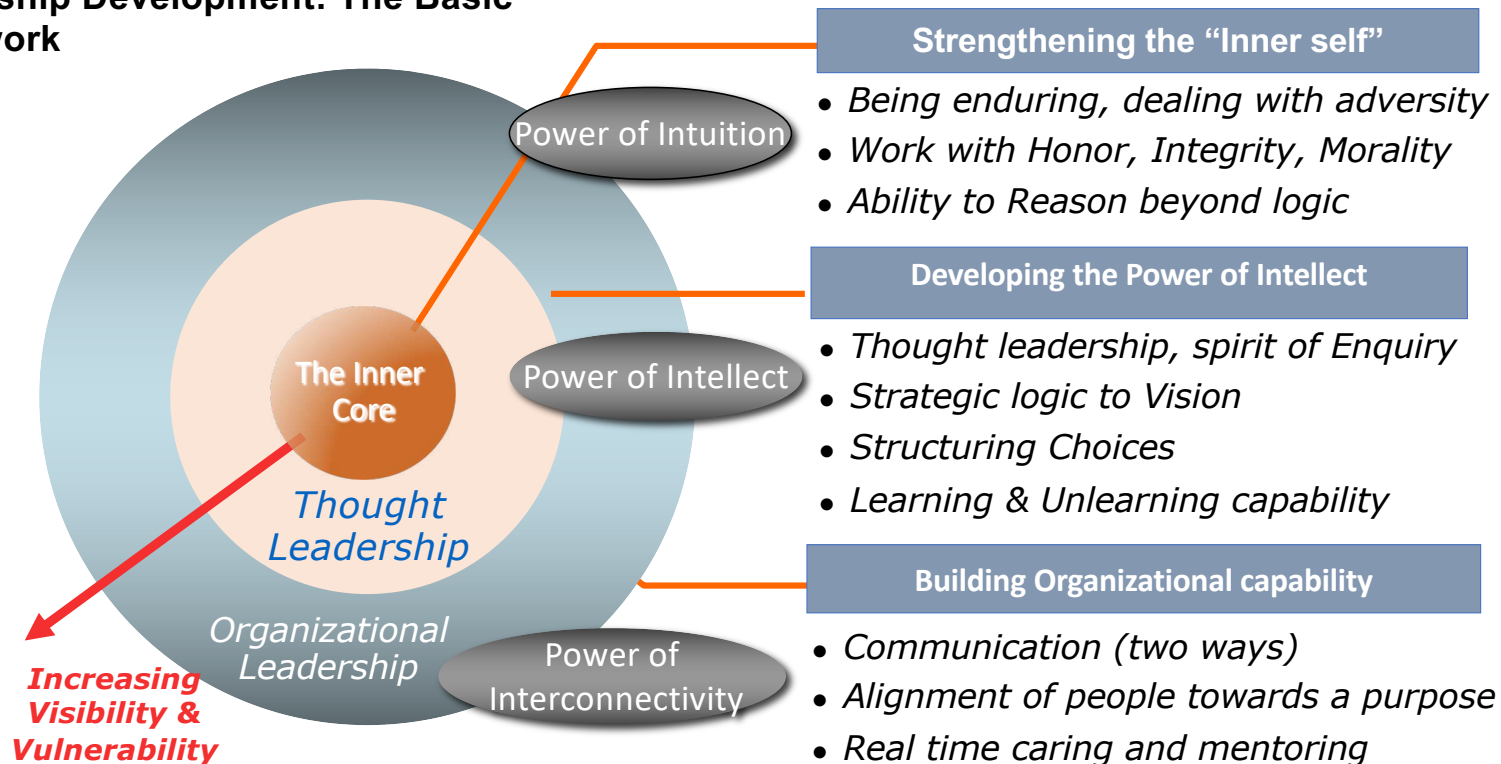 ship Development: The Basic
work
Strengthening the “Inner self”
• Being enduring, dealing with adversity
• Work with Honor, Integrity, Morality
• Ability to Reason beyond logic
Power of Intuition
Developing the Power of Intellect
• Thought leadership, spirit of Enquiry
• Strategic logic to Vision
• Structuring Choices
• Learning & Unlearning capability
Power of Intellect
The Inner
Core
Thought
Leadership
Building Organizational capability
• Communication (two ways)
• Alignment of people towards a purpose
• Real time caring and mentoring
Organizational
Leadership
Power of
Interconnectivity
Increasing
Visibility &
Vulnerability